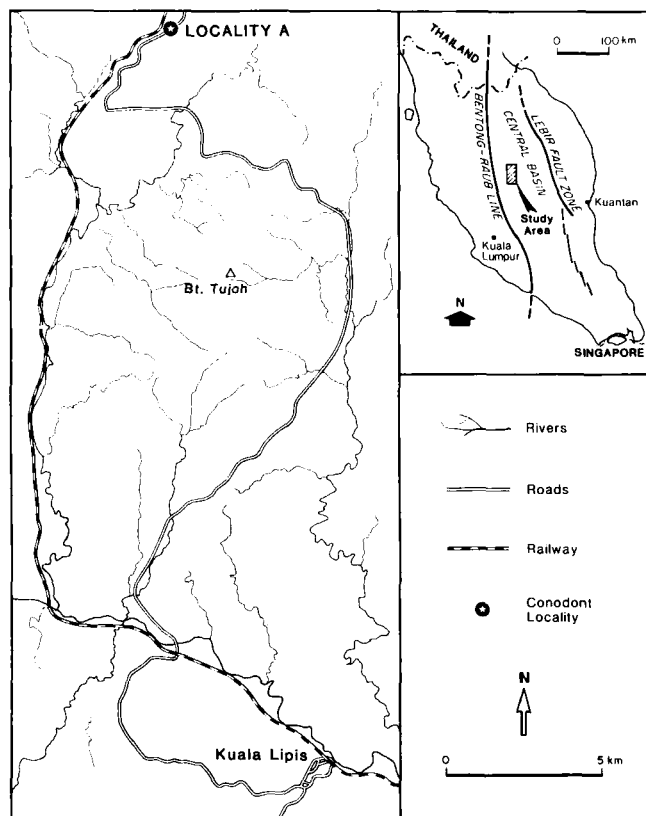 LOCALITY A
Bt. Tujoh
Kuala Lipis
0 100 km
THAILAND
BENTONG-RAUB LINE
CENTRAL BASIN
LEBIR FAULT ZONE
Kuantan
Study
Area
Kuala
Lumpur
N
SINGAPORE
Rivers
Roads
Railway
Conodont
Locality
N
0 5 km